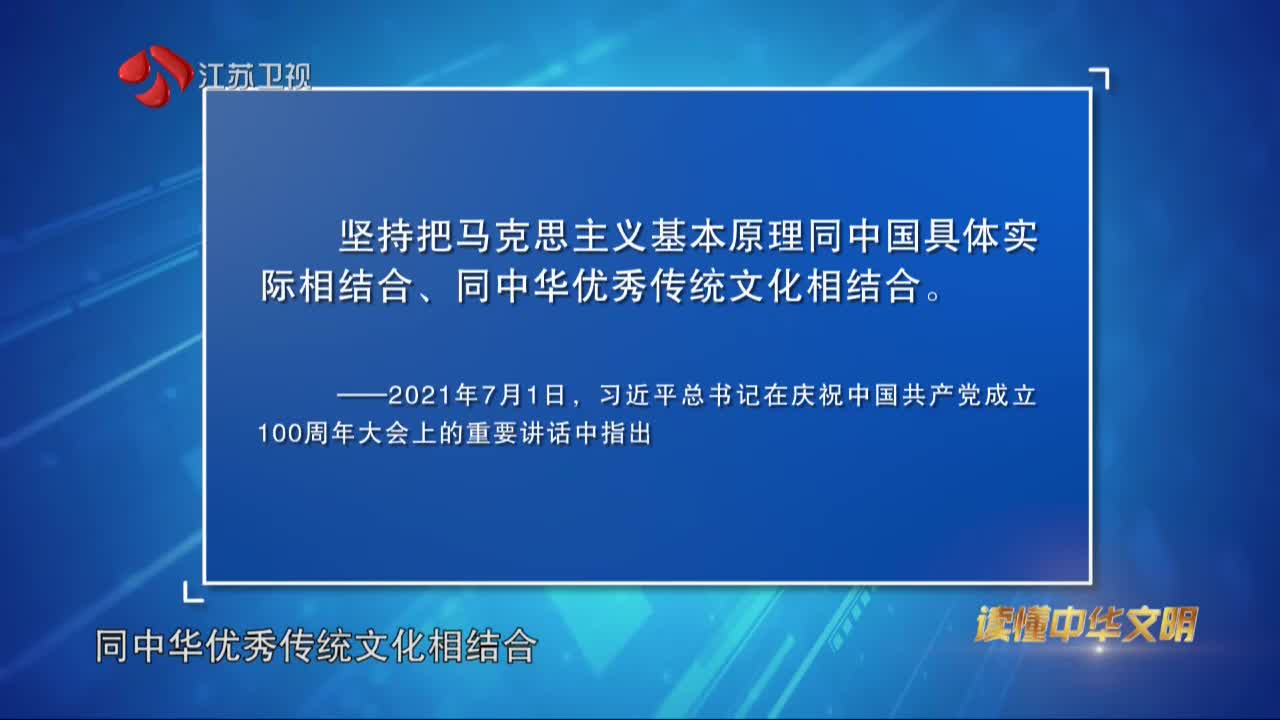 江苏卫视
坚持把马克思主义基本原理同中国具体实
际相结合、同中华优秀传统文化相结合。
——2021年7月1日，习近平总书记在庆祝中国共产党成立
100周年大会上的重要讲话中指出
读懂中华文明
同中华优秀传统文化相结合